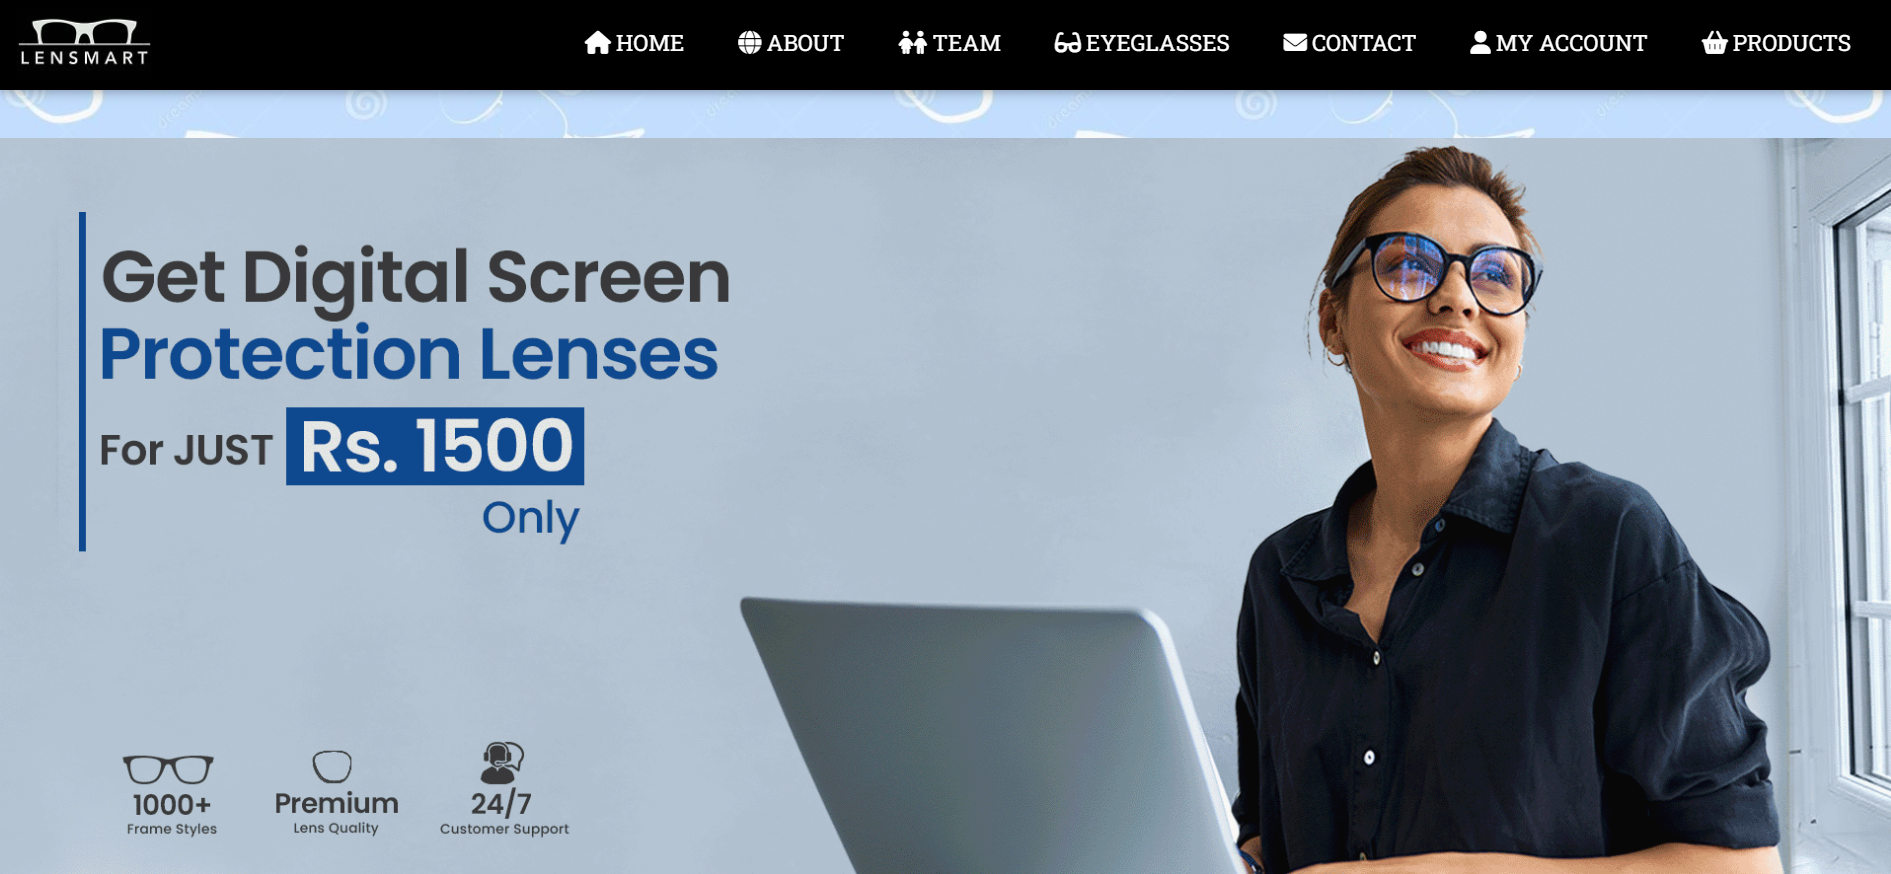 LENSMART
HOME ABOUT TEAM EYEGLASSES CONTACT MY ACCOUNT PRODUCTS
Get Digital Screen
Protection Lenses
For JUST Rs. 1500
Only
1000+ Premium 24/7
Frame Styles Lens Quality Customer Support